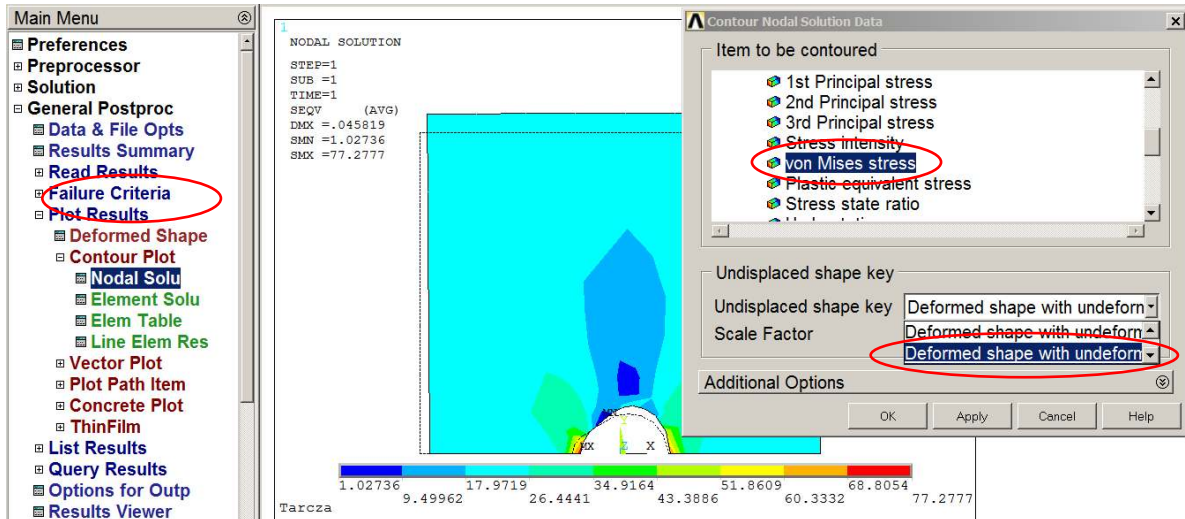 Main Menu
Preferences
Preprocessor
Solution
General Postproc
Data & File Opts
Results Summary
Read Results
Failure Criteria
Plot Results
Deformed Shape
Contour Plot
Nodal Solu
Element Solu
Elem Table
Line Elem Res
Vector Plot
Plot Path Item
Concrete Plot
ThinFilm
List Results
Query Results
Options for Outp
Results Viewer
1
NODAL SOLUTION
STEP=1
SUB =1
TIME=1
SEQV (AVG)
DMX =.045819
SMN =1.02736
SMX =77.2777
MN
Y
MX Z X
1.02736 17.9719 34.9164 51.8609 68.8054
9.49962 26.4441 43.3886 60.3332 77.2777
Tarcza
Contour Nodal Solution Data
Item to be contoured
1st Principal stress
2nd Principal stress
3rd Principal stress
Stress intensity
von Mises stress
Plastic equivalent stress
Stress state ratio
Undisplaced shape key
Undisplaced shape key Deformed shape with undeforn
Scale Factor Deformed shape with undeforn
Deformed shape with undeforn
Additional Options
OK Apply Cancel Help